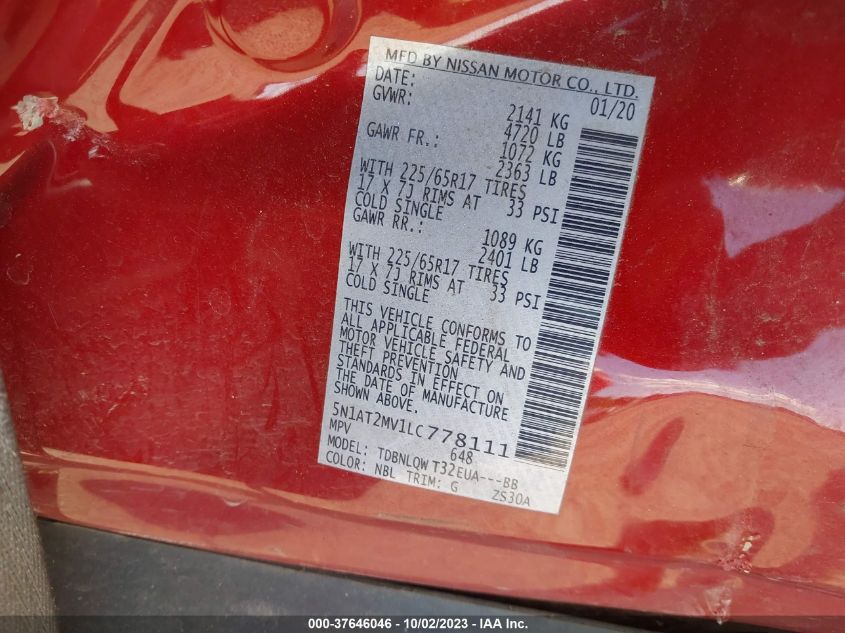 MFD BY NISSAN MOTOR CO., LTD.
DATE: 01/20
GVWR: 2141 KG
4720 LB
GAWR FR.: 1072 KG
2363 LB
WITH 225/65R17 TIRES
17 X 7J RIMS AT 33 PSI
COLD SINGLE
GAWR RR.: 1089 KG
2401 LB
WITH 225/65R17 TIRES
17 X 7J RIMS AT 33 PSI
COLD SINGLE
THIS VEHICLE CONFORMS TO
ALL APPLICABLE FEDERAL
MOTOR VEHICLE SAFETY AND
THEFT PREVENTION
STANDARDS IN EFFECT ON
THE DATE OF MANUFACTURE
SHOWN ABOVE.
5N1AT2MV1LC778111
MPV 648
MODEL: TDBNLQW T32EUA---BB
COLOR: NBL TRIM: G ZS30A
000-37646046 - 10/02/2023 - IAA Inc.